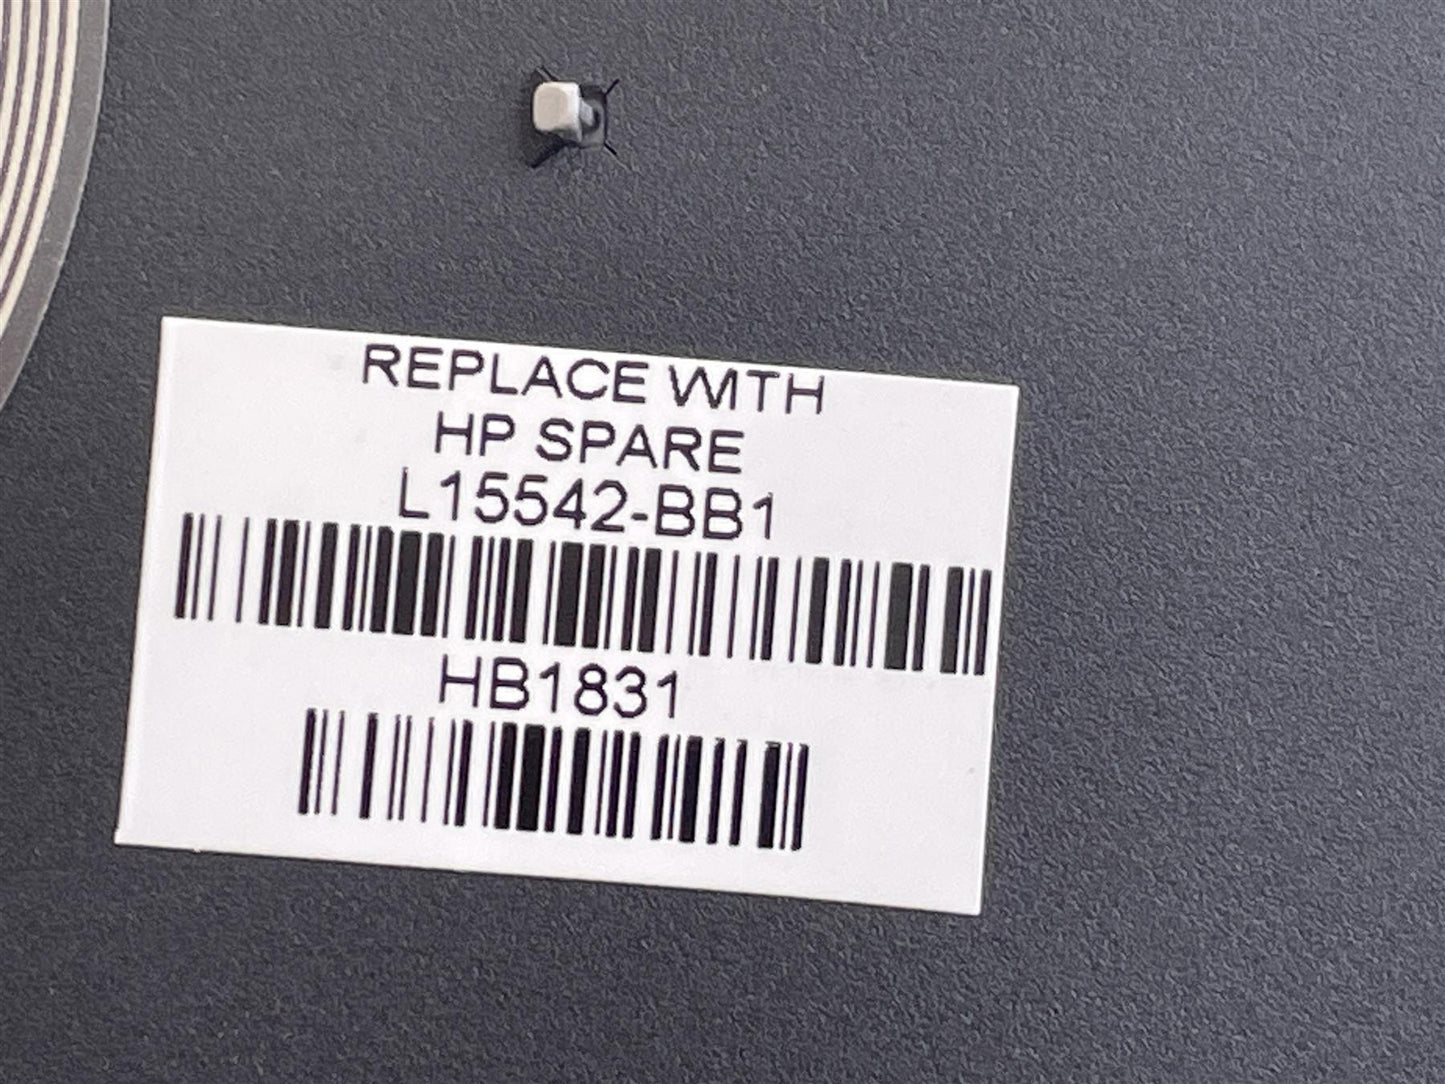 REPLACE WITH
HP SPARE
L15542-BB1
HB1831